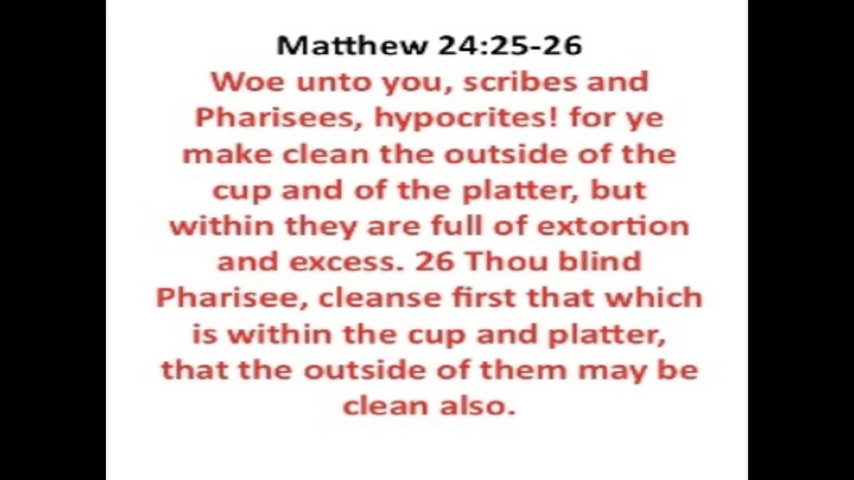 Matthew 24:25-26
Woe unto you, scribes and
Pharisees, hypocrites! for ye
make clean the outside of the
cup and of the platter, but
within they are full of extortion
and excess. 26 Thou blind
Pharisee, cleanse first that which
is within the cup and platter,
that the outside of them may be
clean also.